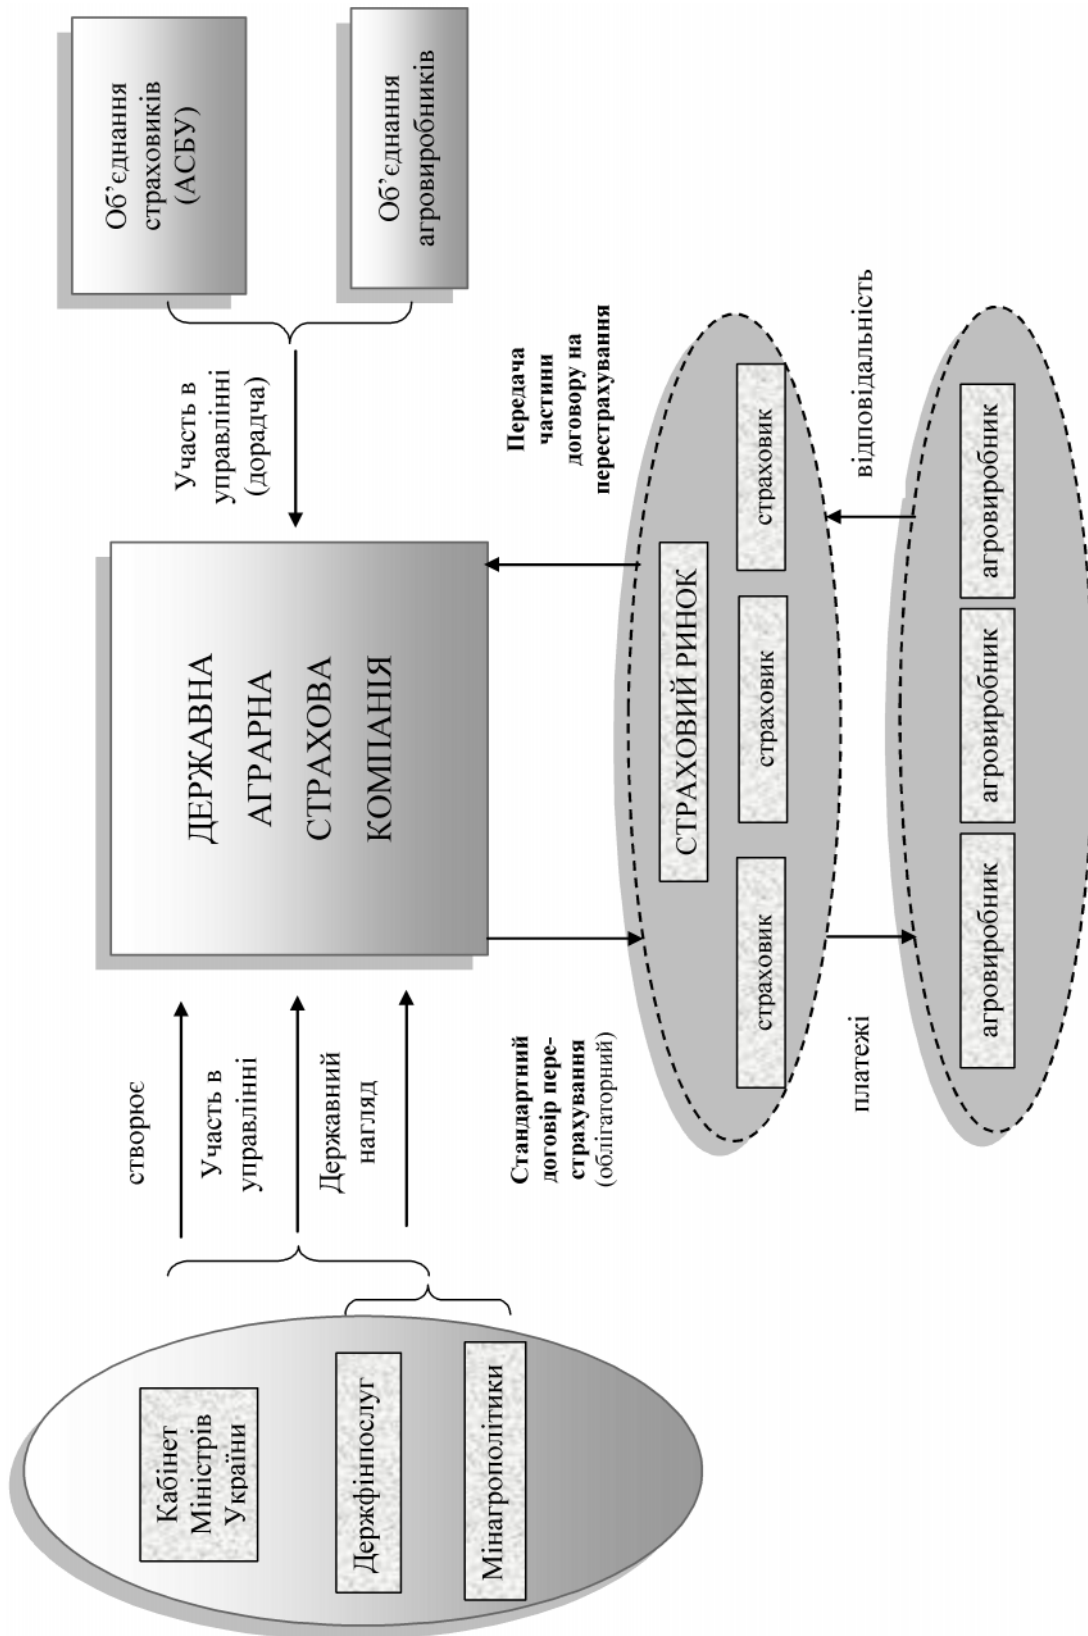 Кабінет
Міністрів
України
Держфінпослуг
Мінагрополітики
створює
Участь в
управлінні
Державний
нагляд
ДЕРЖАВНА
АГРАРНА
СТРАХОВА
КОМПАНІЯ
Участь в
управлінні
(дорадча)
Об’єднання
страховиків
(АСБУ)
Об’єднання
агровиробників
Стандартний
договір пере-
страхування
(облігаторний)
Передача
частини
договору на
перестрахування
СТРАХОВИЙ РИНОК
страховик
страховик
страховик
платежі
відповідальність
агровиробник
агровиробник
агровиробник